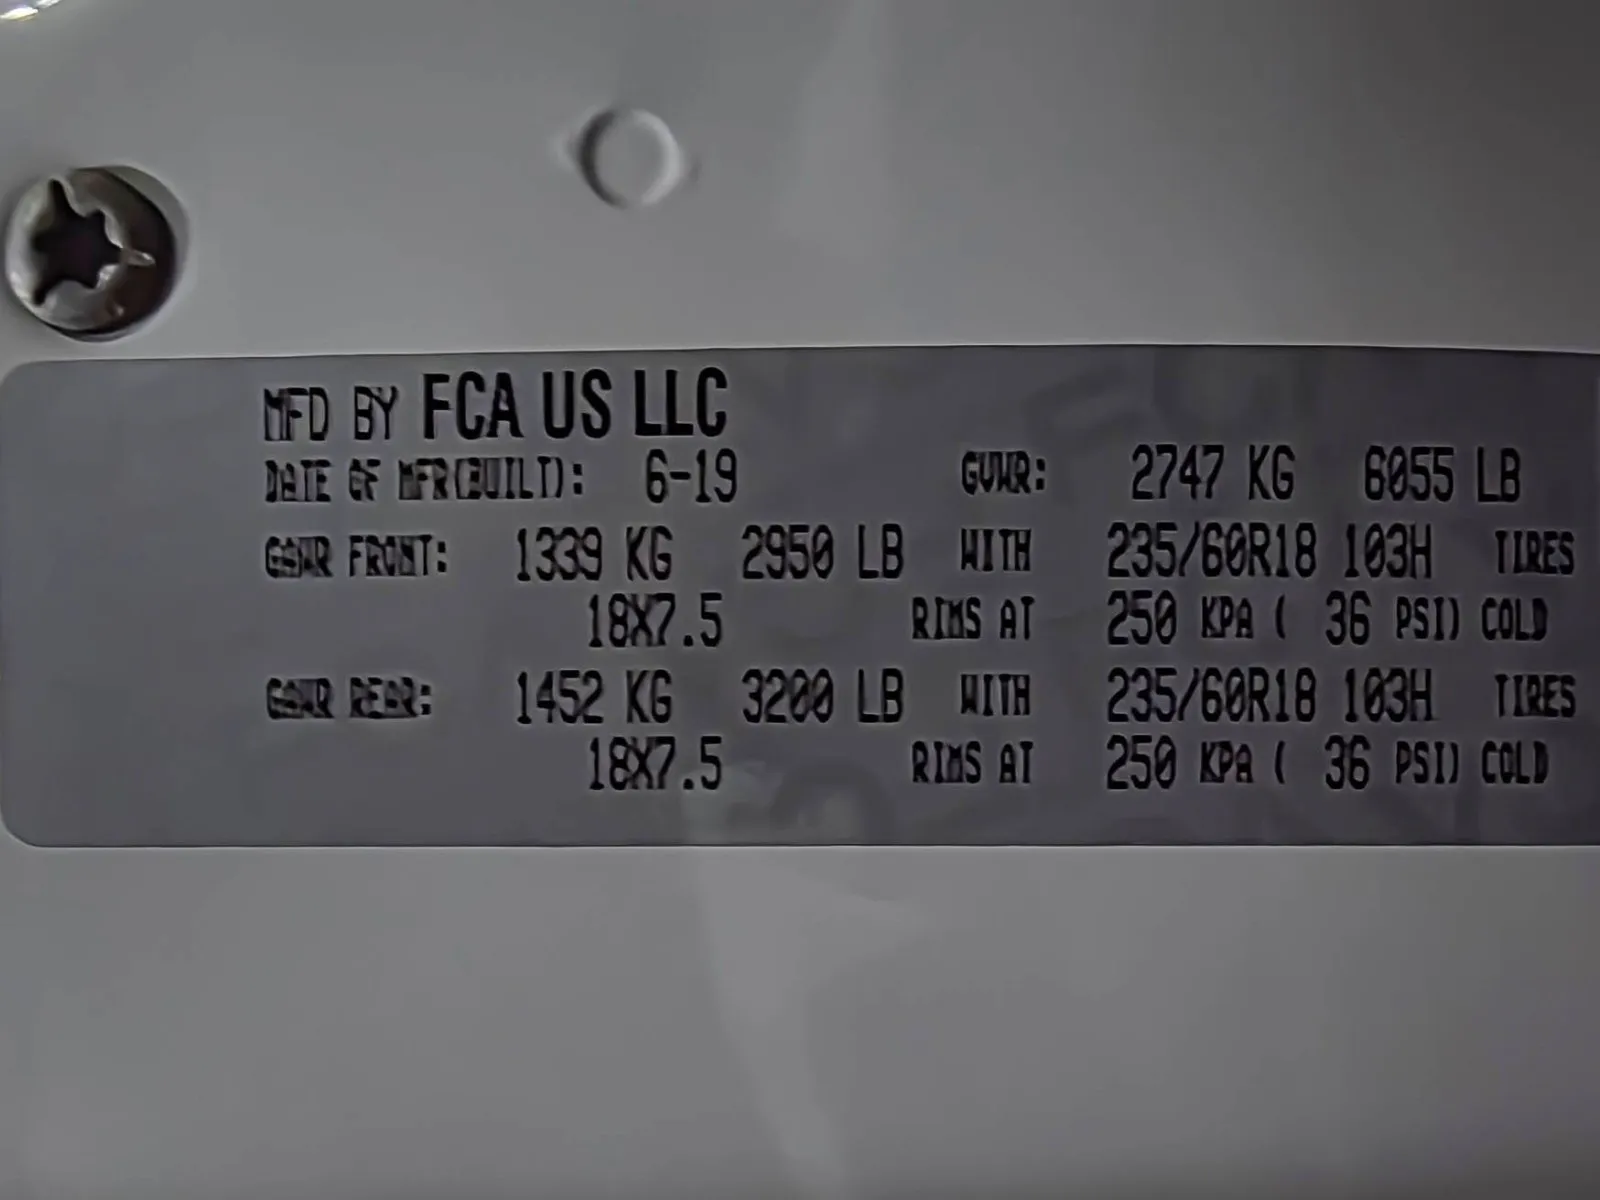 MFD BY FCA US LLC
DATE OF MFR(BUILT): 6-19 GVWR: 2747 KG 6055 LB
GAWR FRONT: 1339 KG 2950 LB WITH 235/60R18 103H TIRES
18X7.5 RIMS AT 250 KPA ( 36 PSI) COLD
GAWR REAR: 1452 KG 3200 LB WITH 235/60R18 103H TIRES
18X7.5 RIMS AT 250 KPA ( 36 PSI) COLD